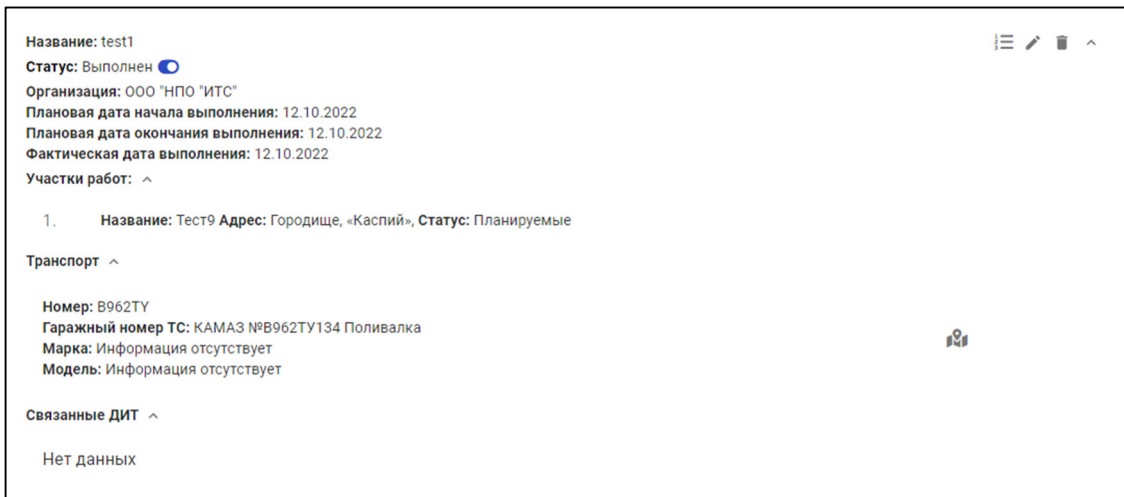 Название: test1
Статус: Выполнен
Организация: ООО "НПО "ИТС"
Плановая дата начала выполнения: 12.10.2022
Плановая дата окончания выполнения: 12.10.2022
Фактическая дата выполнения: 12.10.2022
Участки работ:
1. Название: Тест9 Адрес: Городище, «Каспий», Статус: Планируемые
Транспорт
Номер: В962ТУ
Гаражный номер ТС: КАМАЗ №В962ТУ134 Поливалка
Марка: Информация отсутствует
Модель: Информация отсутствует
Связанные ДИТ
Нет данных